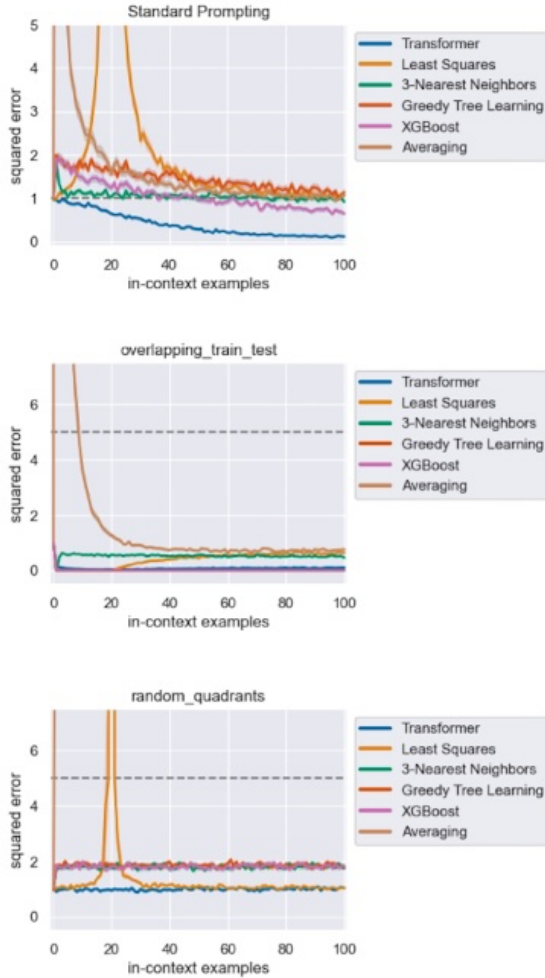 Standard Prompting
squared error
5
4
3
2
1
0
0 20 40 60 80 100
in-context examples
Transformer
Least Squares
3-Nearest Neighbors
Greedy Tree Learning
XGBoost
Averaging
overlapping_train_test
squared error
6
4
2
0
0 20 40 60 80 100
in-context examples
Transformer
Least Squares
3-Nearest Neighbors
Greedy Tree Learning
XGBoost
Averaging
random_quadrants
squared error
6
4
2
0
0 20 40 60 80 100
in-context examples
Transformer
Least Squares
3-Nearest Neighbors
Greedy Tree Learning
XGBoost
Averaging